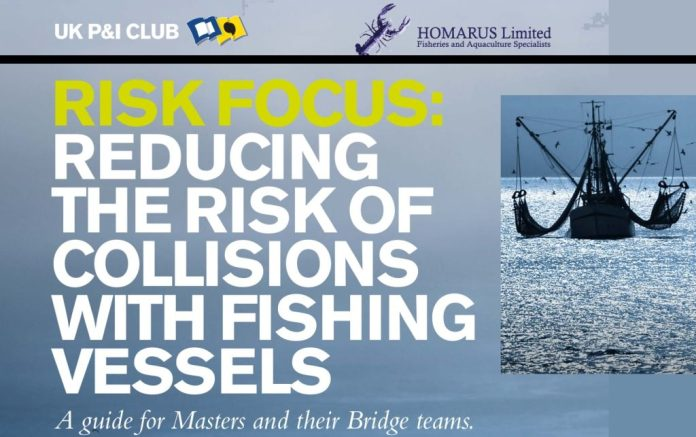 UK P&I CLUB
HOMARUS Limited
Fisheries and Aquaculture Specialists
RISK FOCUS:
REDUCING
THE RISK OF
COLLISIONS
WITH FISHING
VESSELS
A guide for Masters and their Bridge teams.